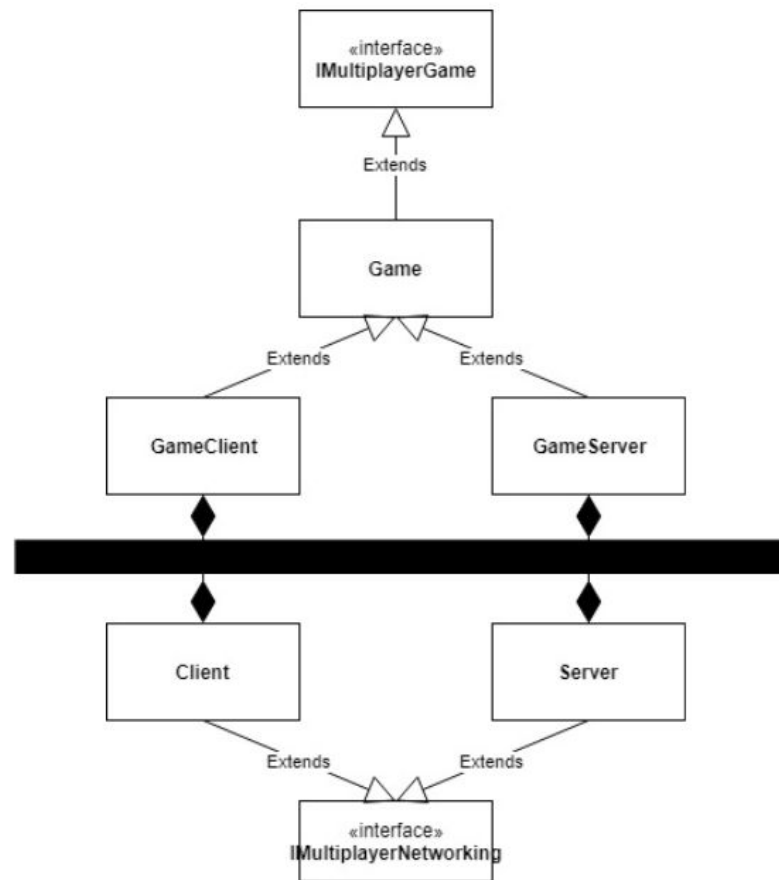 «interface»
IMultiplayerGame
Extends
Game
Extends
Extends
GameClient
GameServer
Client
Server
Extends
Extends
«interface»
IMultiplayerNetworking